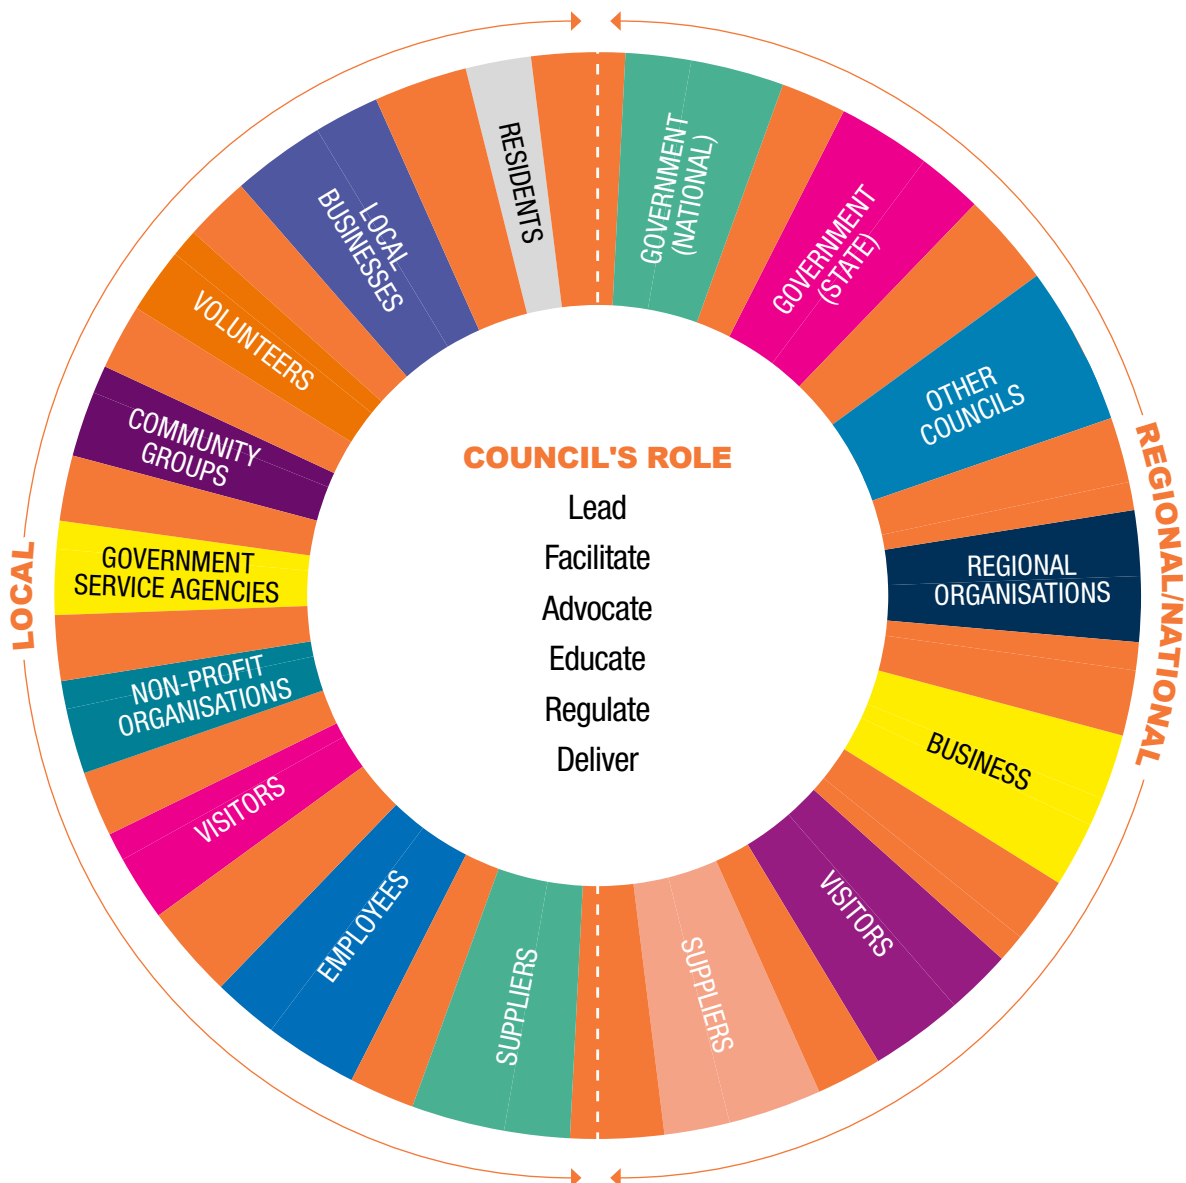 RESIDENTS
GOVERNMENT
(NATIONAL)
GOVERNMENT
(STATE)
OTHER
COUNCILS
REGIONAL
ORGANISATIONS
BUSINESS
VISITORS
SUPPLIERS
SUPPLIERS
EMPLOYEES
VISITORS
NON-PROFIT
ORGANISATIONS
GOVERNMENT
SERVICE AGENCIES
COMMUNITY
GROUPS
VOLUNTEERS
LOCAL
BUSINESSES
LOCAL
REGIONAL/NATIONAL
COUNCIL'S ROLE
Lead
Facilitate
Advocate
Educate
Regulate
Deliver